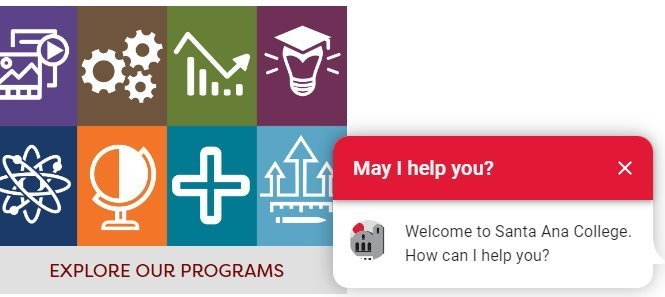 May I help you?
Welcome to Santa Ana College.
How can I help you?
EXPLORE OUR PROGRAMS